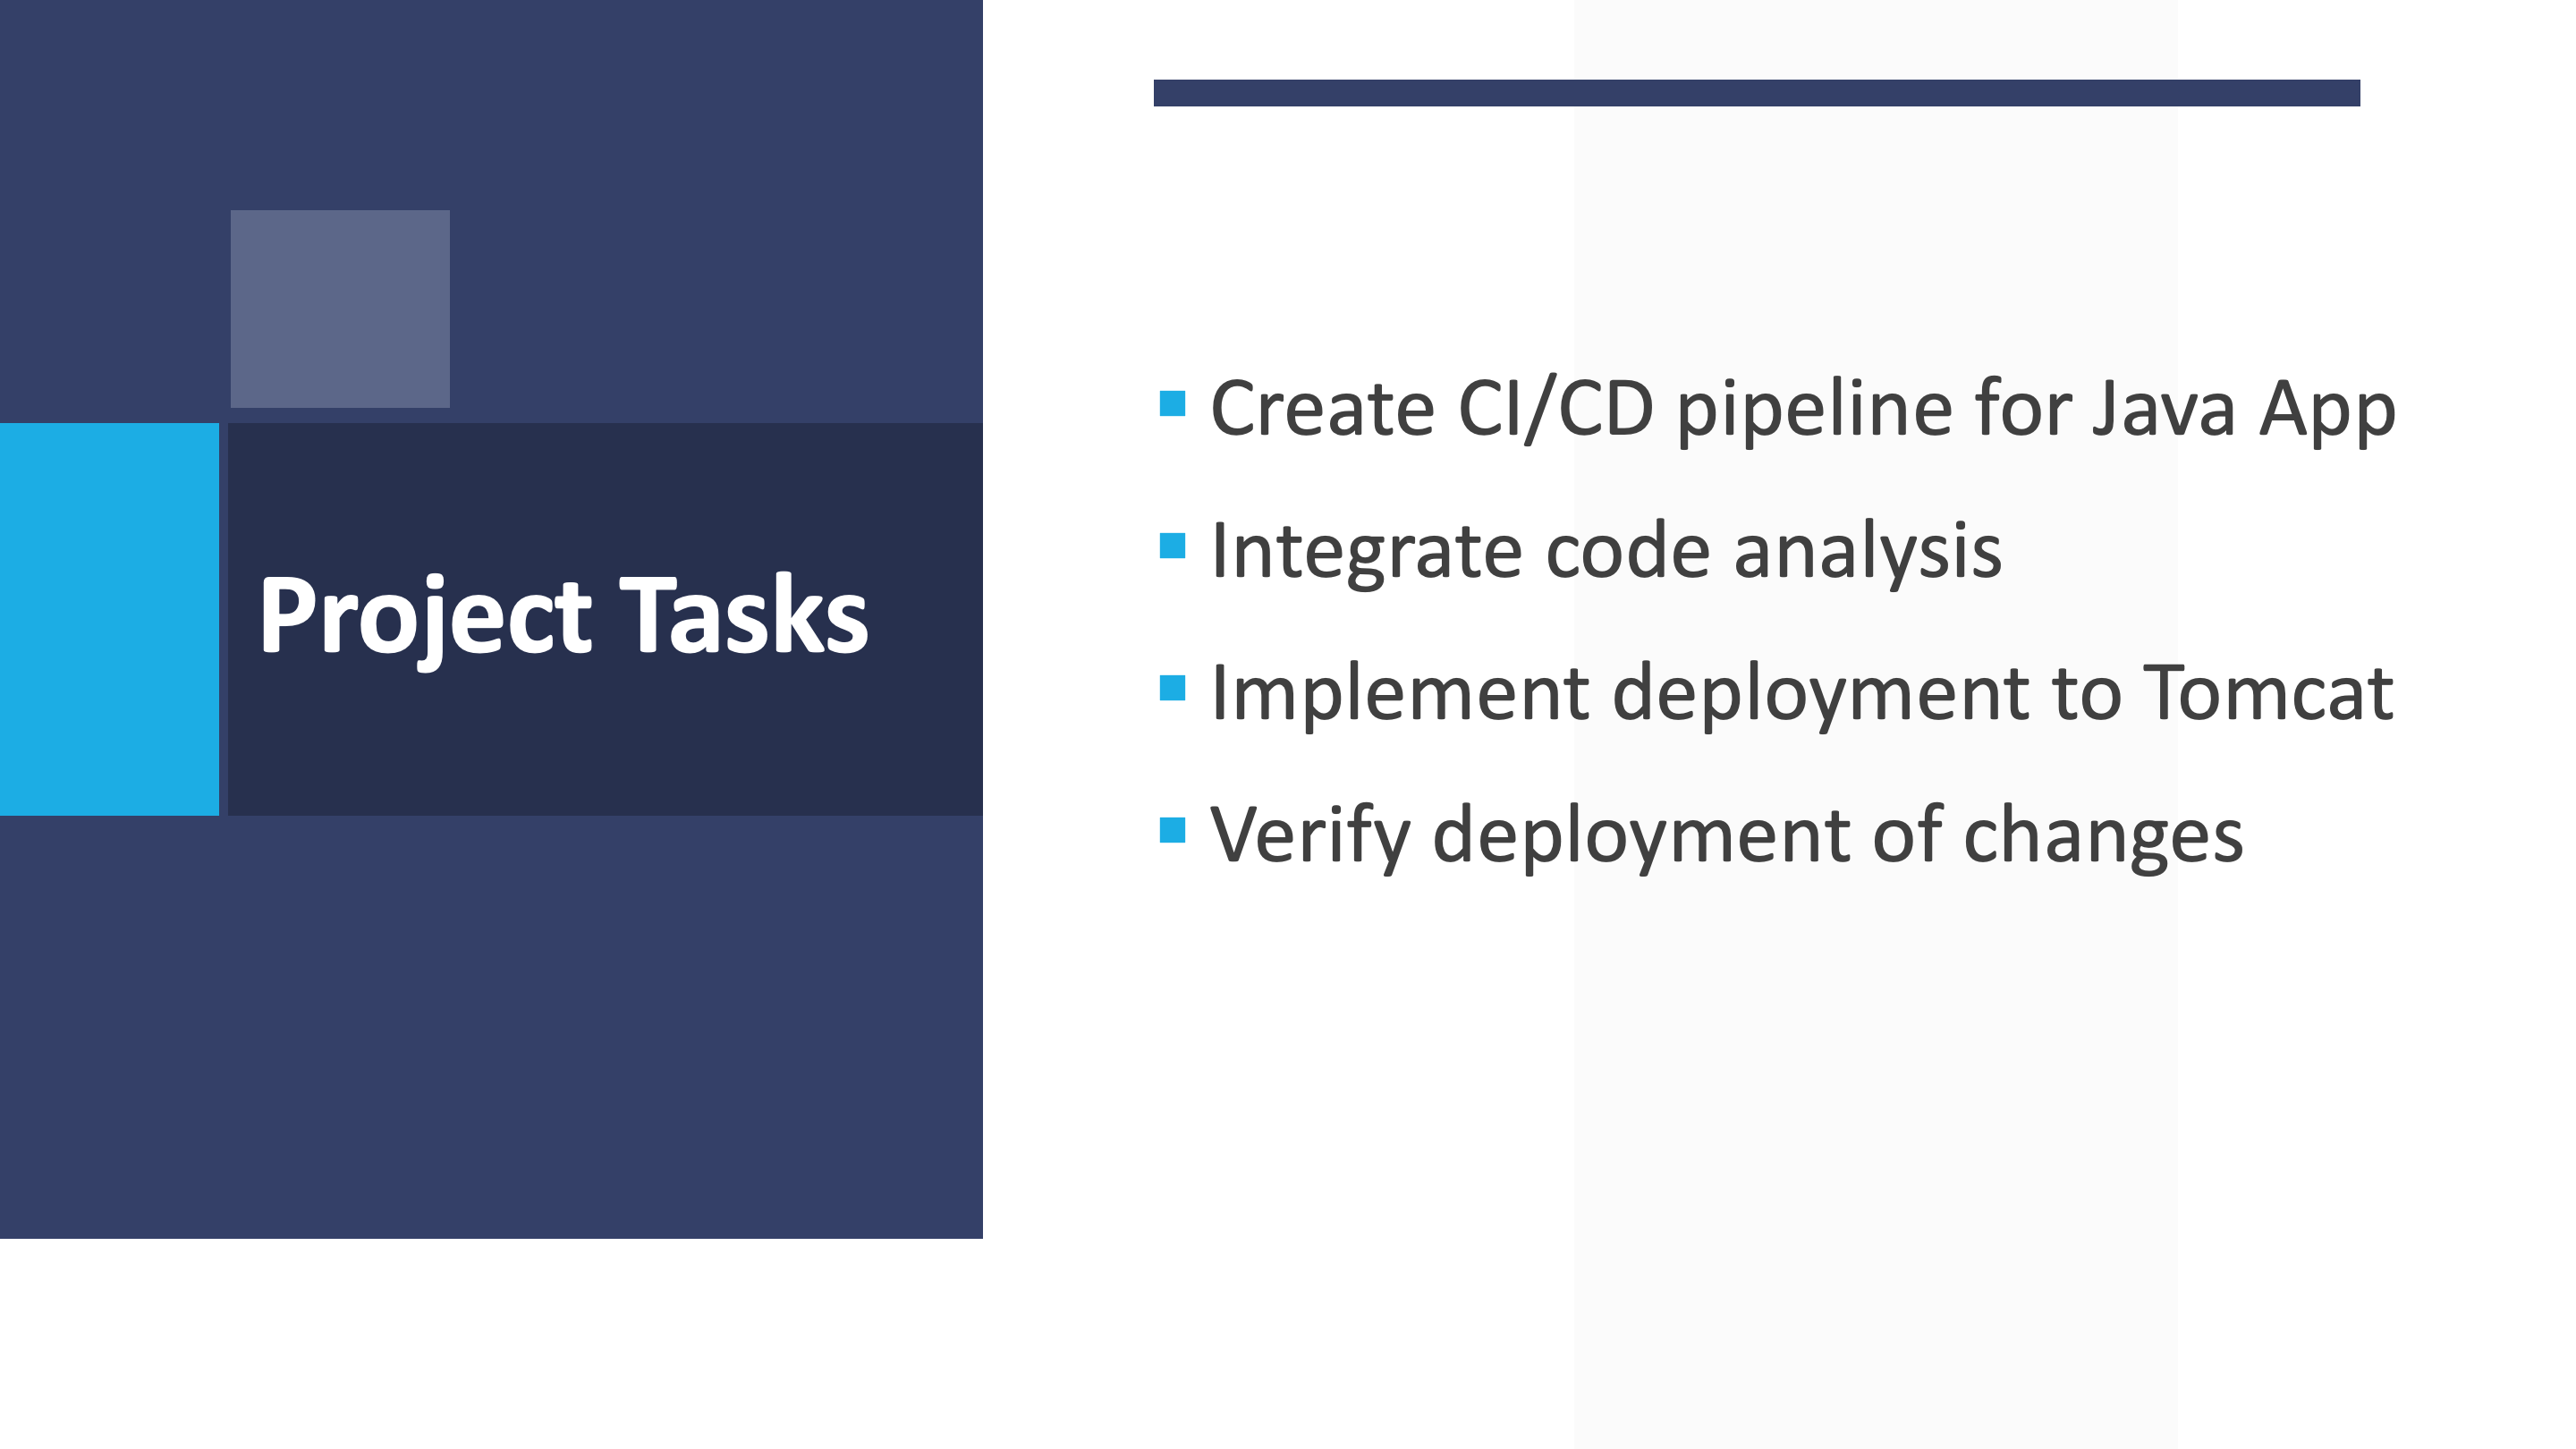 Project Tasks
Create CI/CD pipeline for Java App
Integrate code analysis
Implement deployment to Tomcat
Verify deployment of changes